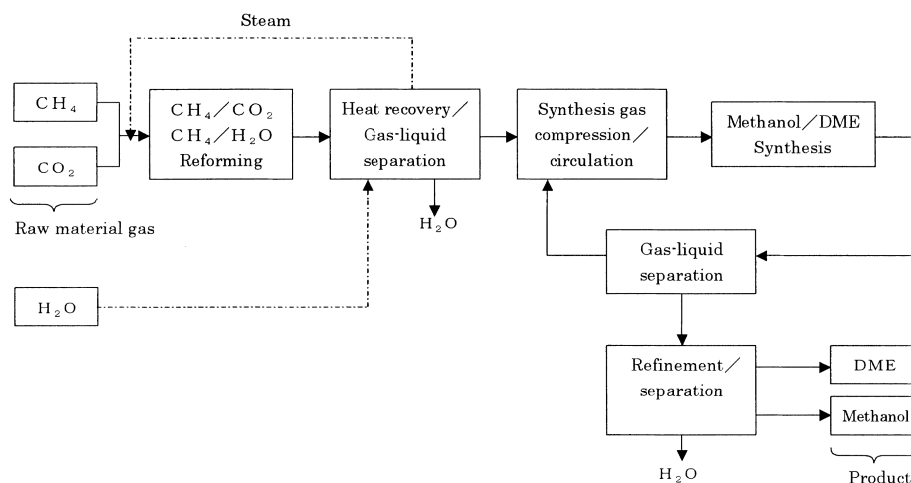 Steam
CH₄
CO₂
Raw material gas
H₂O
CH₄／CO₂
CH₄／H₂O
Reforming
Heat recovery／
Gas-liquid
separation
H₂O
Synthesis gas
compression／
circulation
Methanol／DME
Synthesis
Gas-liquid
separation
Refinement／
separation
H₂O
DME
Methanol
Product